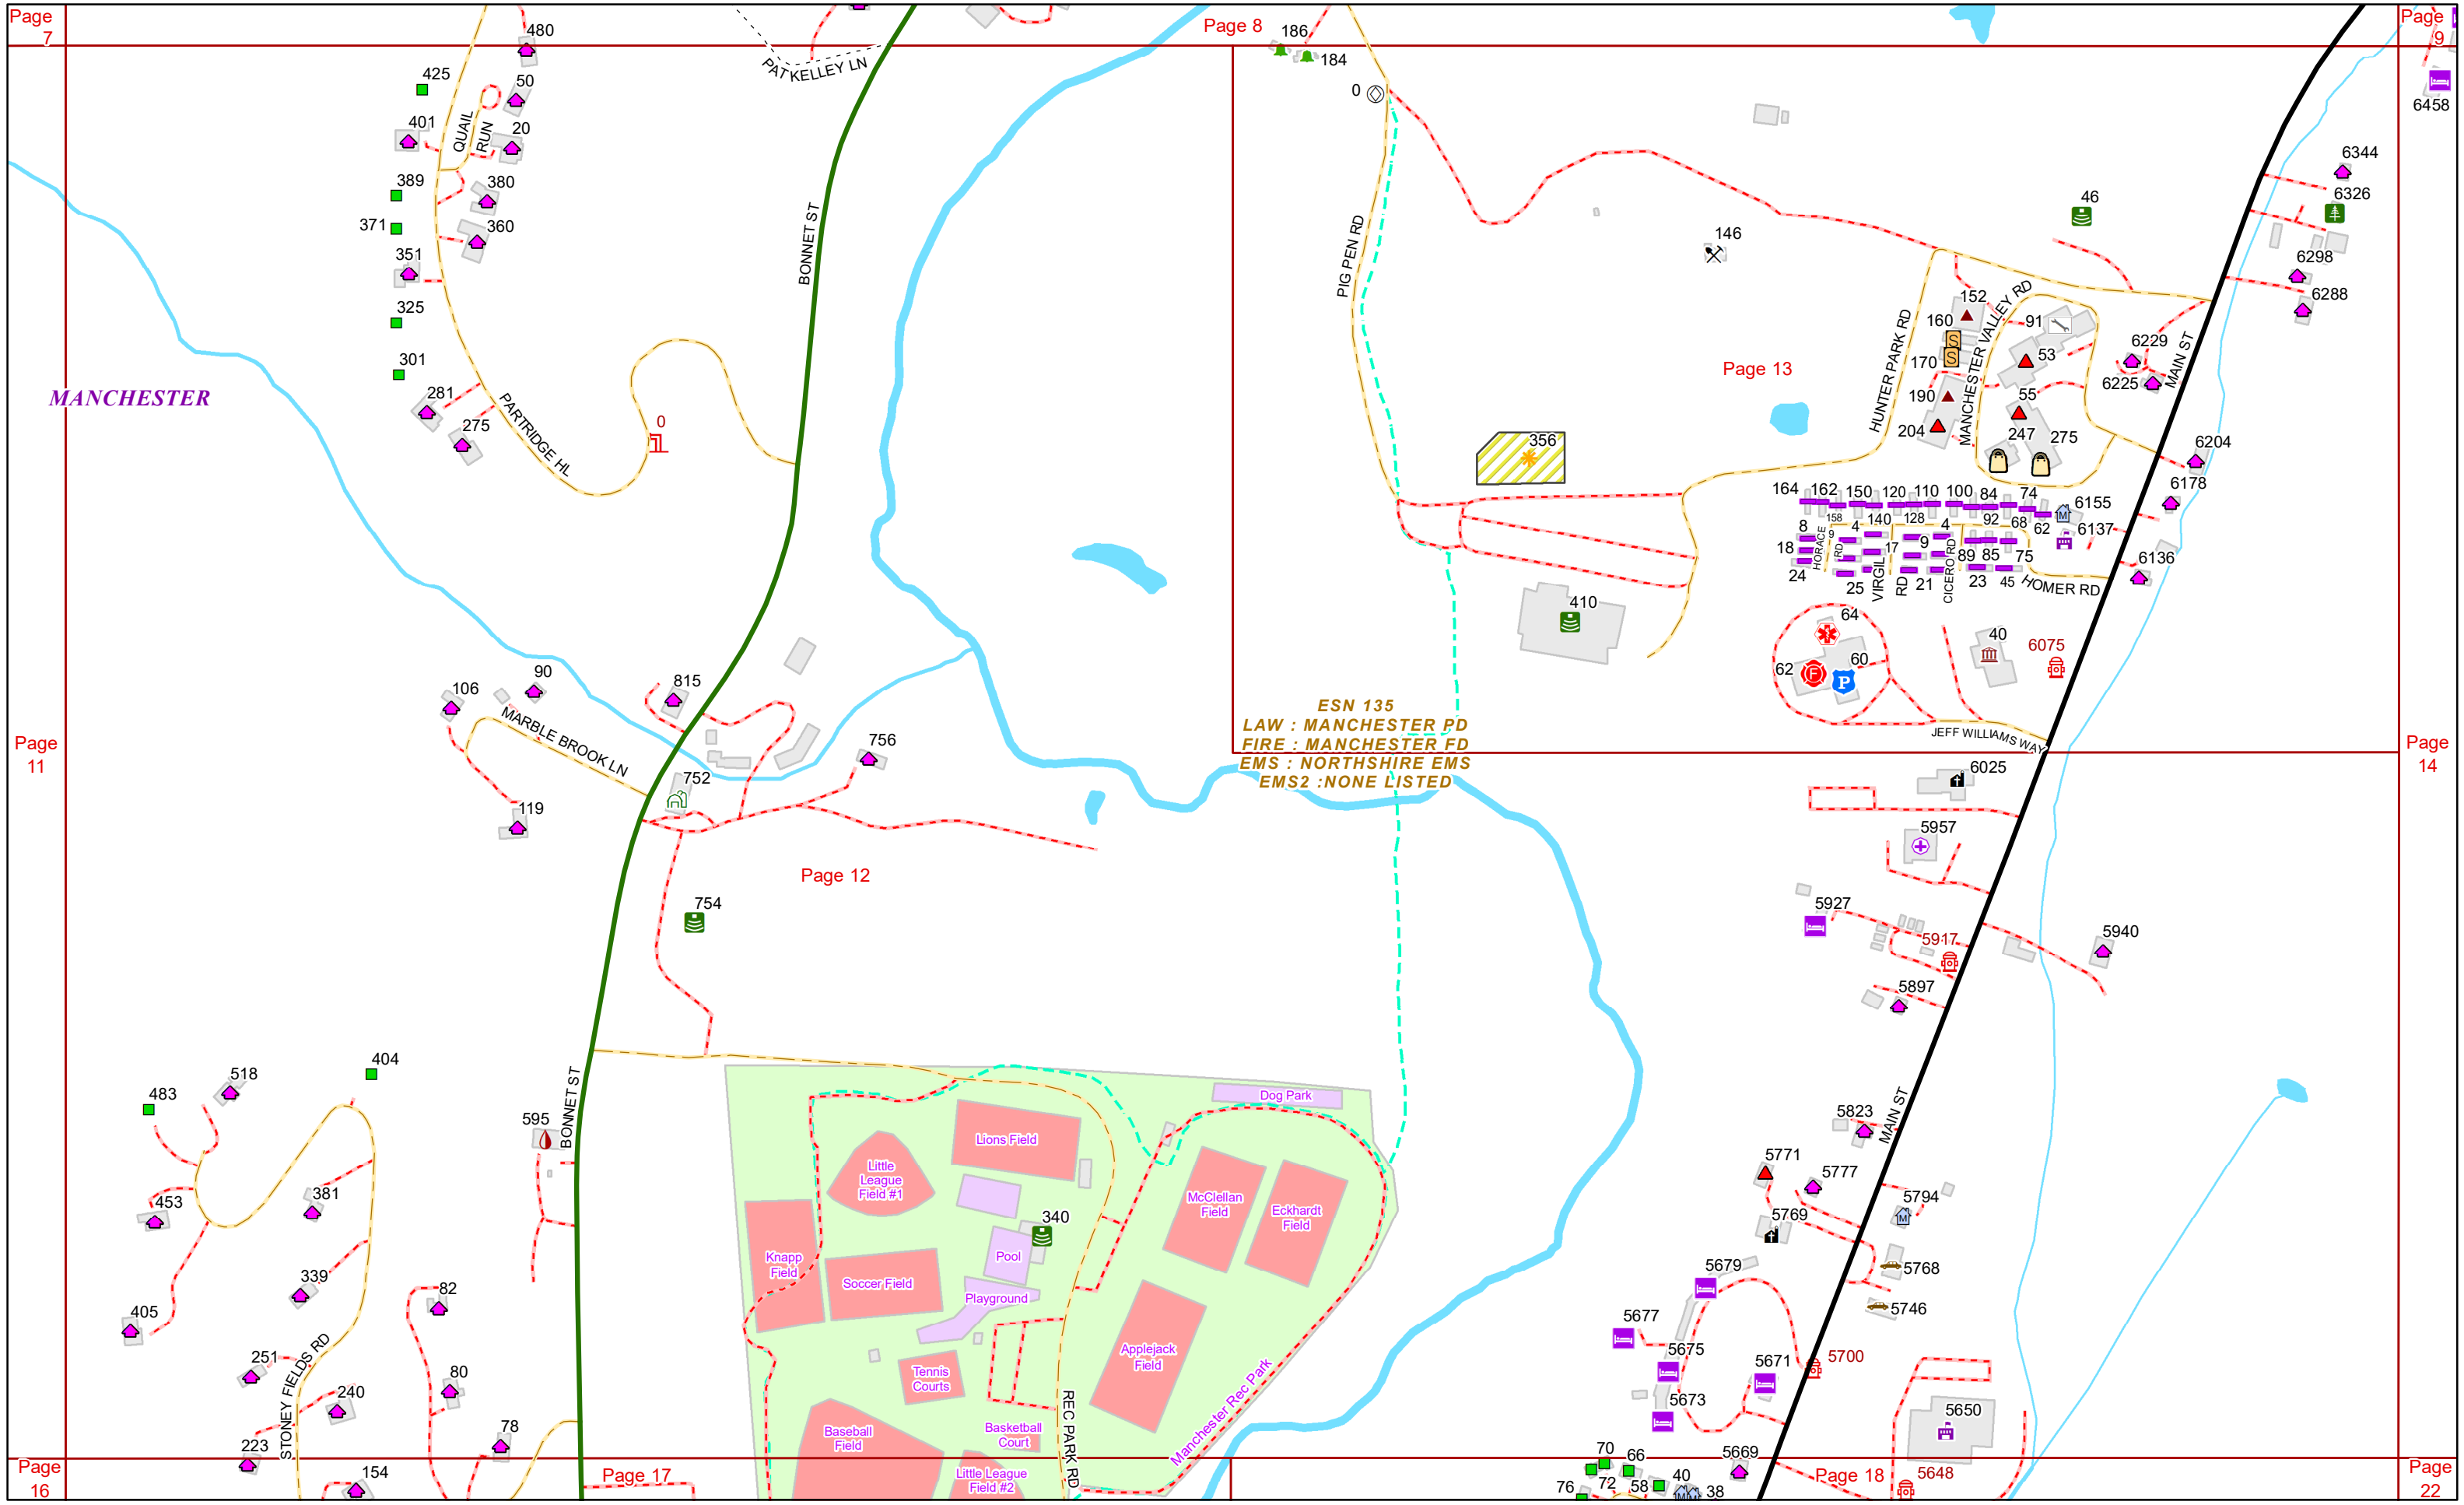 Page
7
Page 8
Page
9
480
186
184
PAT KELLEY LN
425
50
0
6458
QUAIL
RUN
401
20
6344
389
380
46
6326
371
360
BONNET ST
PIG PEN RD
146
6298
351
6288
325
152
160
91
MANCHESTER VALLEY RD
HUNTER PARK RD
301
170
53
6229
6225
MAIN ST
Page 13
MANCHESTER
281
190
55
PARTRIDGE HL
275
0
204
247
275
356
6204
6178
164
162
150
120
110
100
84
74
6155
158
140
128
4
92
68
62
6137
8
9
4
18
HORACE
RD
17
9
89
85
75
6136
24
25
VIRGIL
RD
21
CICERO RD
23
45
HOMER RD
410
64
40
6075
62
60
90
106
815
MARBLE BROOK LN
756
ESN 135
LAW : MANCHESTER PD
FIRE : MANCHESTER FD
EMS : NORTHSHIRE EMS
EMS2 :NONE LISTED
JEFF WILLIAMS WAY
Page
11
Page
14
752
119
6025
5957
Page 12
754
5927
5917
5940
5897
404
518
483
595
BONNET ST
Dog Park
Lions Field
Little
League
Field #1
5823
MAIN ST
453
381
McClellan
Field
Eckhardt
Field
5771
5777
5794
340
5769
Knapp
Field
Pool
Soccer Field
5768
339
82
Playground
5679
5746
405
5677
STONEY FIELDS RD
251
80
Tennis
Courts
Applejack
Field
5675
5671
5700
240
REC PARK RD
Manchester Rec Park
5673
223
78
Baseball
Field
Basketball
Court
5650
Page
16
154
Page 17
Little League
Field #2
70
66
5669
76
72
58
40
38
Page 18
5648
Page
22